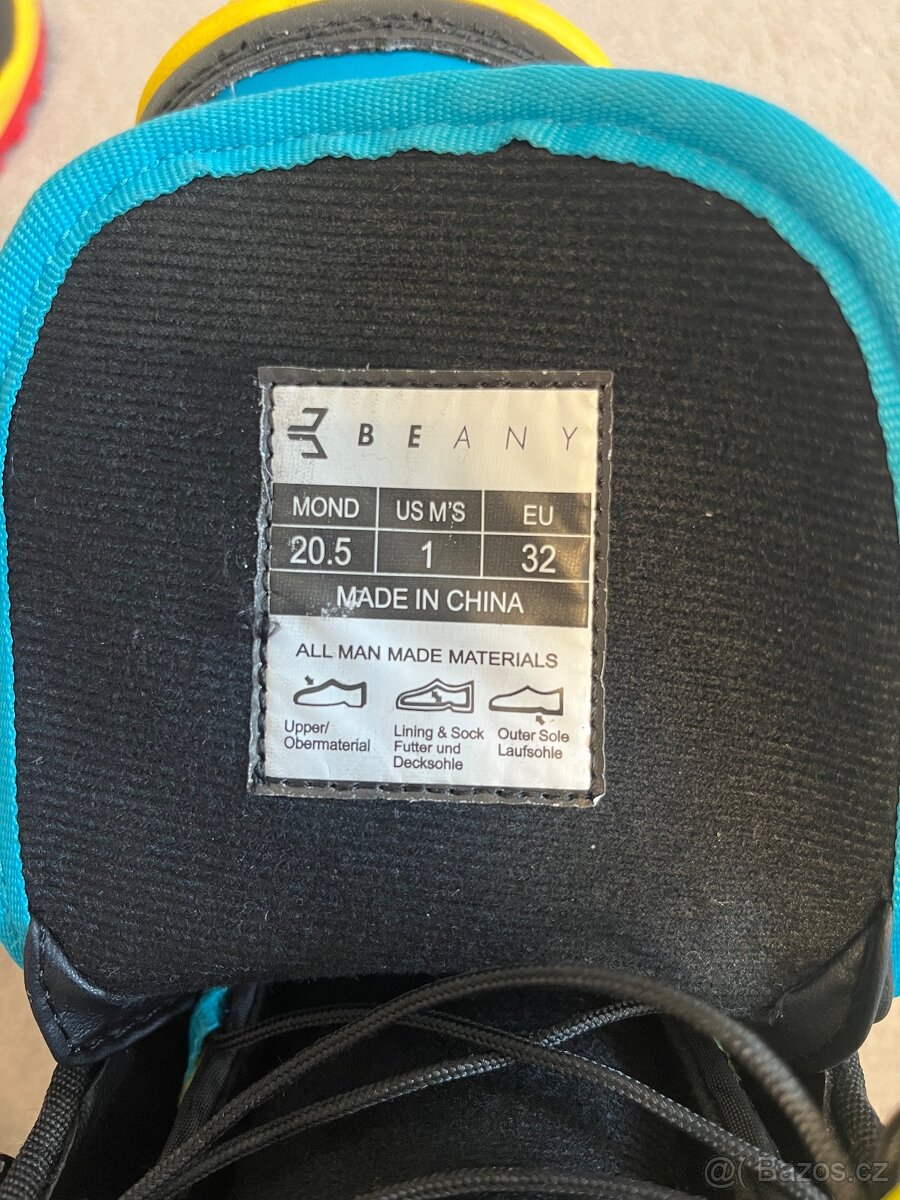 BEANY
MOND US M'S EU
20.5 1 32
MADE IN CHINA
ALL MAN MADE MATERIALS
Upper/
Obermaterial
Lining & Sock
Futter und
Decksohle
Outer Sole
Laufsohle
@ Bazos.cz